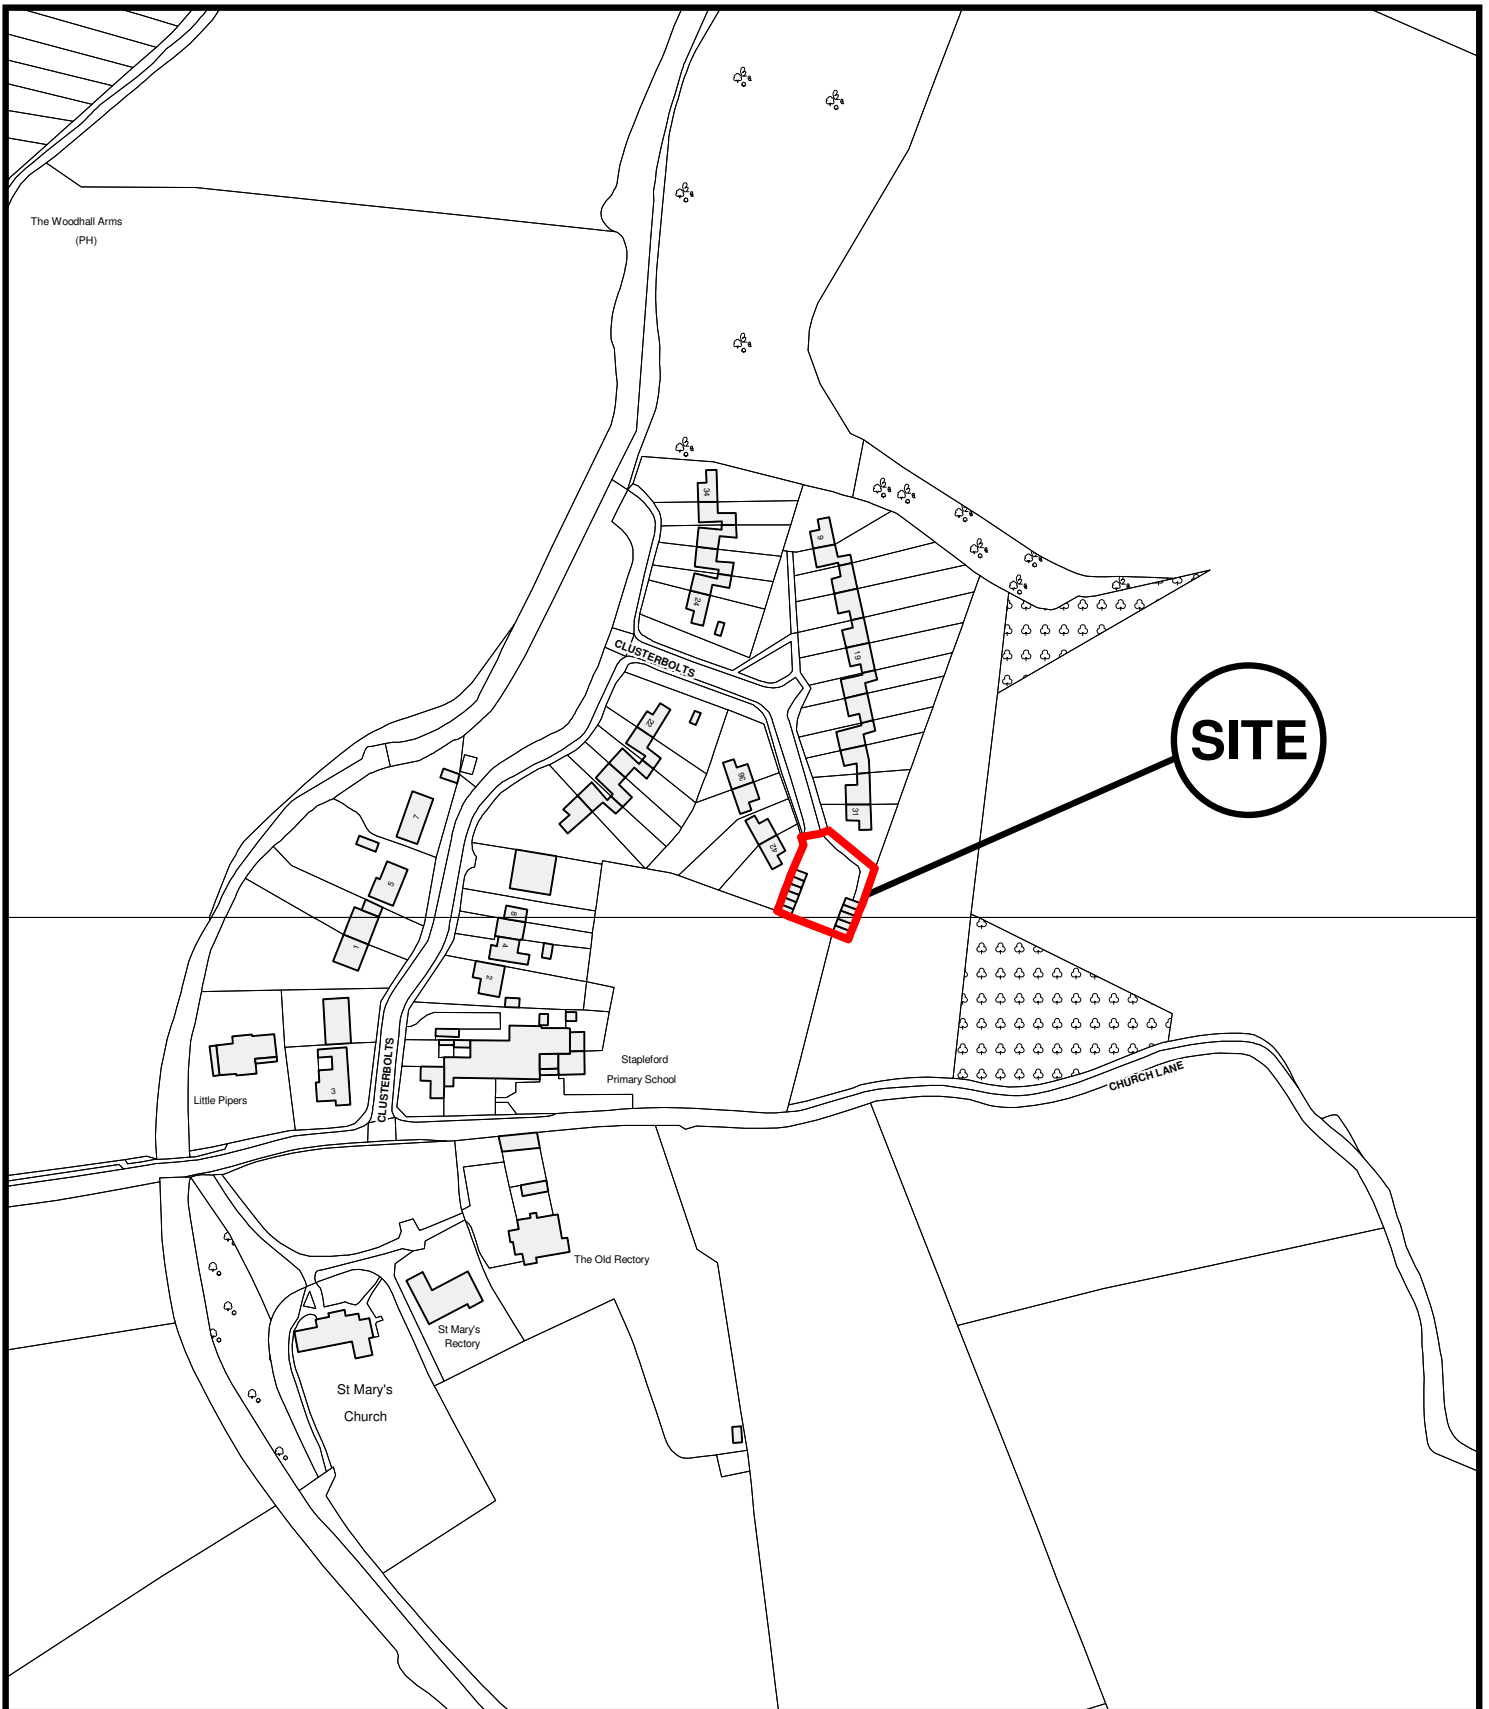 The Woodhall Arms
(PH)
34
9
24
CLUSTERBOLTS
19
22
SITE
36
7
31
42
5
8
1
4
2
CLUSTERBOLTS
Stapleford
Primary School
CHURCH LANE
3
Little Pipers
The Old Rectory
St Mary's
Rectory
St Mary's
Church